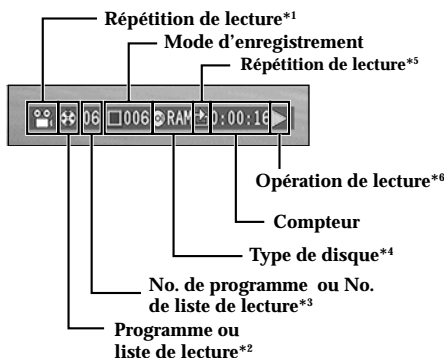 Répétition de lecture*1
Mode d'enregistrement
Répétition de lecture*5
06 006 RAM 0:00:16
Opération de lecture*6
Compteur
Type de disque*4
No. de programme ou No.
de liste de lecture*3
Programme ou
liste de lecture*2